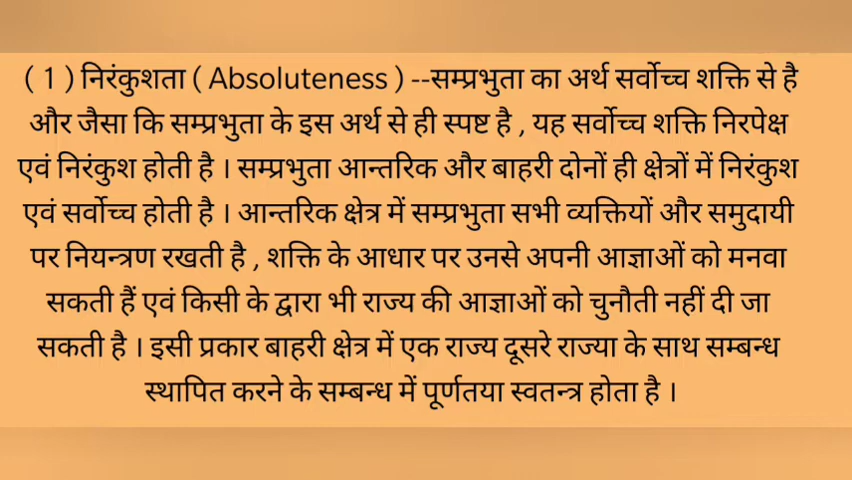 ( 1 ) निरंकुशता ( Absoluteness ) --सम्प्रभुता का अर्थ सर्वोच्च शक्ति से है
और जैसा कि सम्प्रभुता के इस अर्थ से ही स्पष्ट है , यह सर्वोच्च शक्ति निरपेक्ष
एवं निरंकुश होती है । सम्प्रभुता आन्तरिक और बाहरी दोनों ही क्षेत्रों में निरंकुश
एवं सर्वोच्च होती है । आन्तरिक क्षेत्र में सम्प्रभुता सभी व्यक्तियों और समुदायी
पर नियन्त्रण रखती है , शक्ति के आधार पर उनसे अपनी आज्ञाओं को मनवा
सकती हैं एवं किसी के द्वारा भी राज्य की आज्ञाओं को चुनौती नहीं दी जा
सकती है । इसी प्रकार बाहरी क्षेत्र में एक राज्य दूसरे राज्या के साथ सम्बन्ध
स्थापित करने के सम्बन्ध में पूर्णतया स्वतन्त्र होता है ।